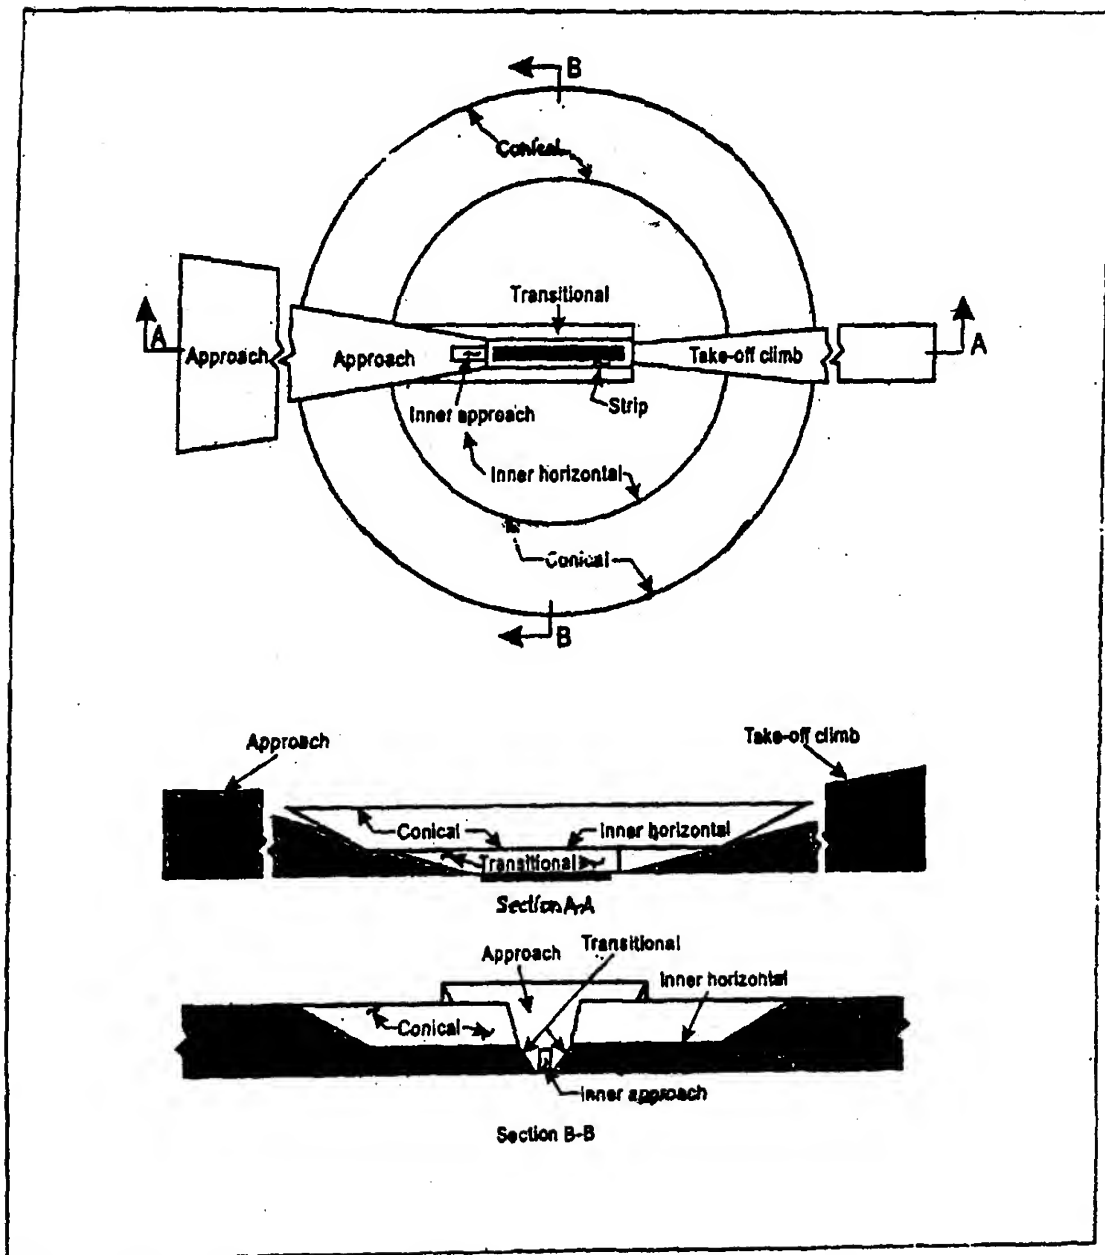 B
Conical
Transitional
A
Approach
Approach
Take-off climb
A
Inner approach
Strip
Inner horizontal
Conical
B
Approach
Take-off climb
Conical
Inner horizontal
Transitional
Section A-A
Approach
Transitional
Inner horizontal
Conical
Inner approach
Section B-B